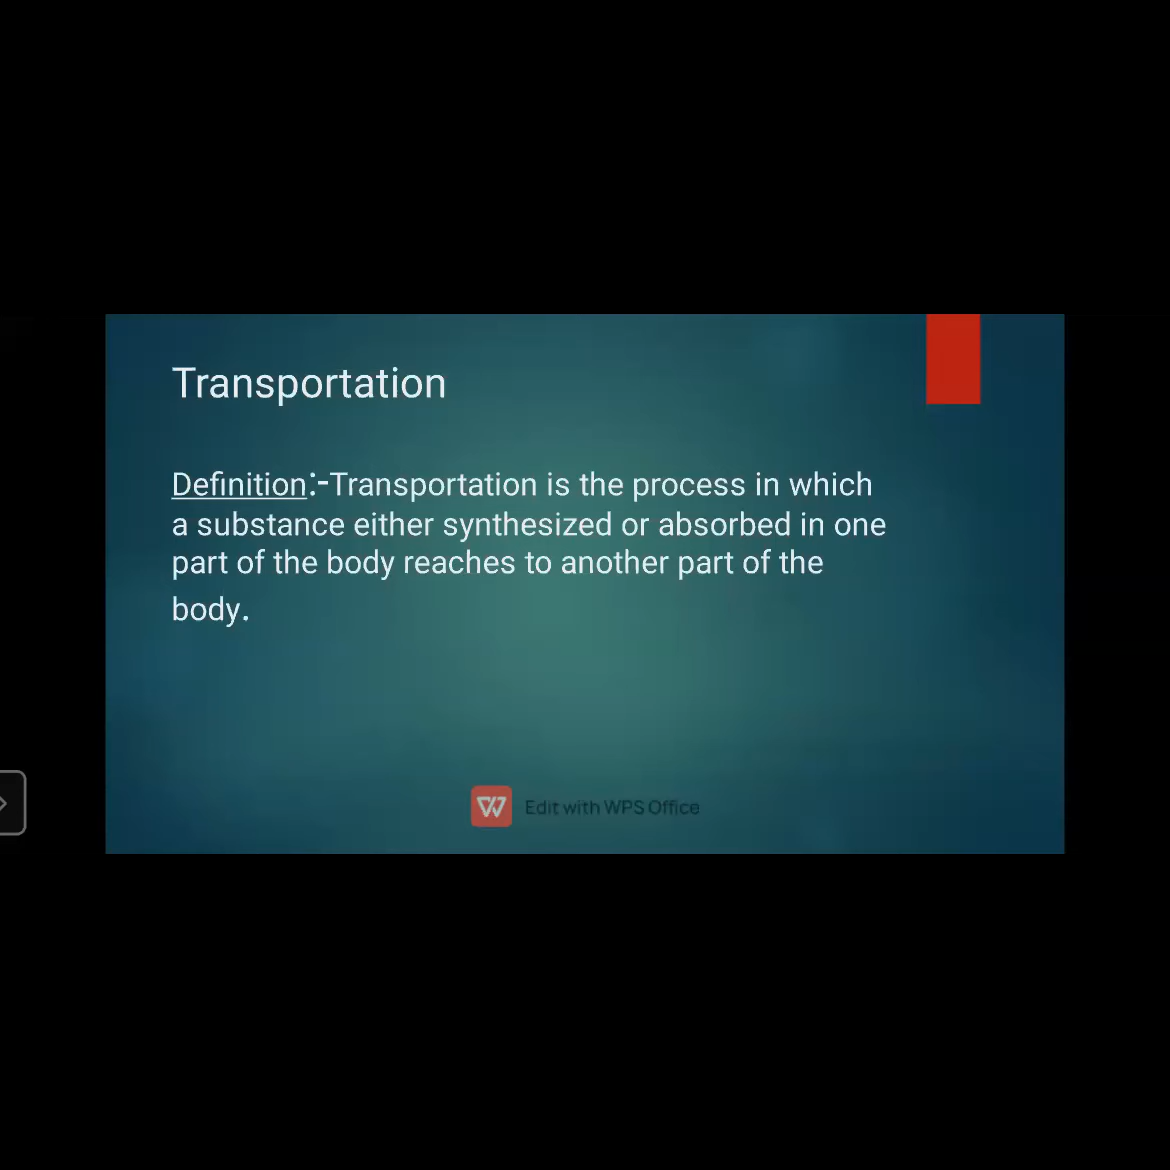 Transportation
Definition:-Transportation is the process in which
a substance either synthesized or absorbed in one
part of the body reaches to another part of the
body.
W Edit with WPS Office